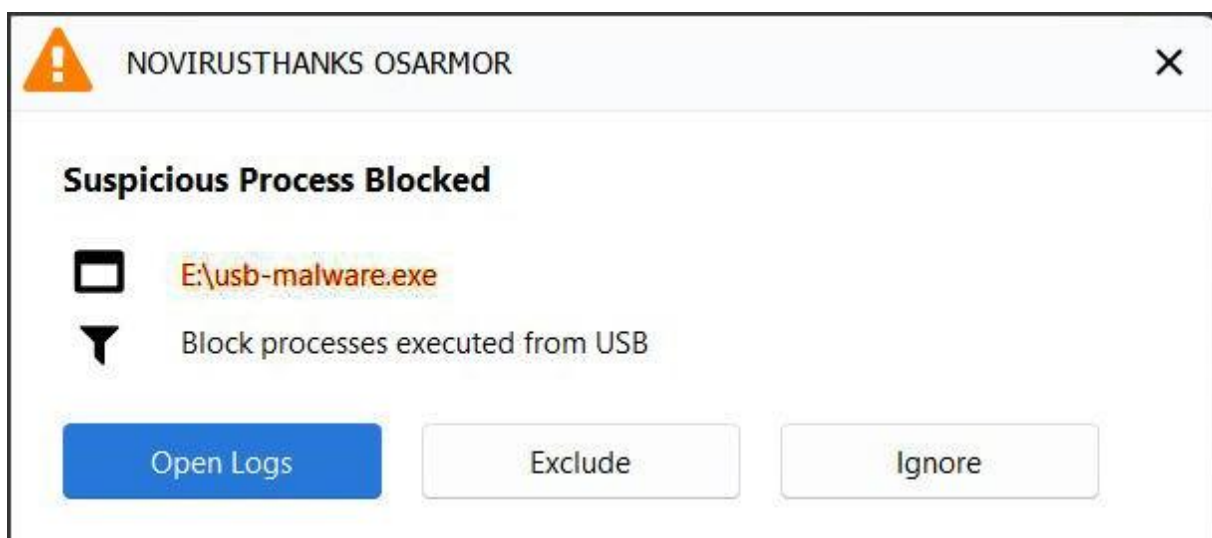 NOVIRUSTHANKS OSARMOR
Suspicious Process Blocked
E:\usb-malware.exe
Block processes executed from USB
Open Logs
Exclude
Ignore